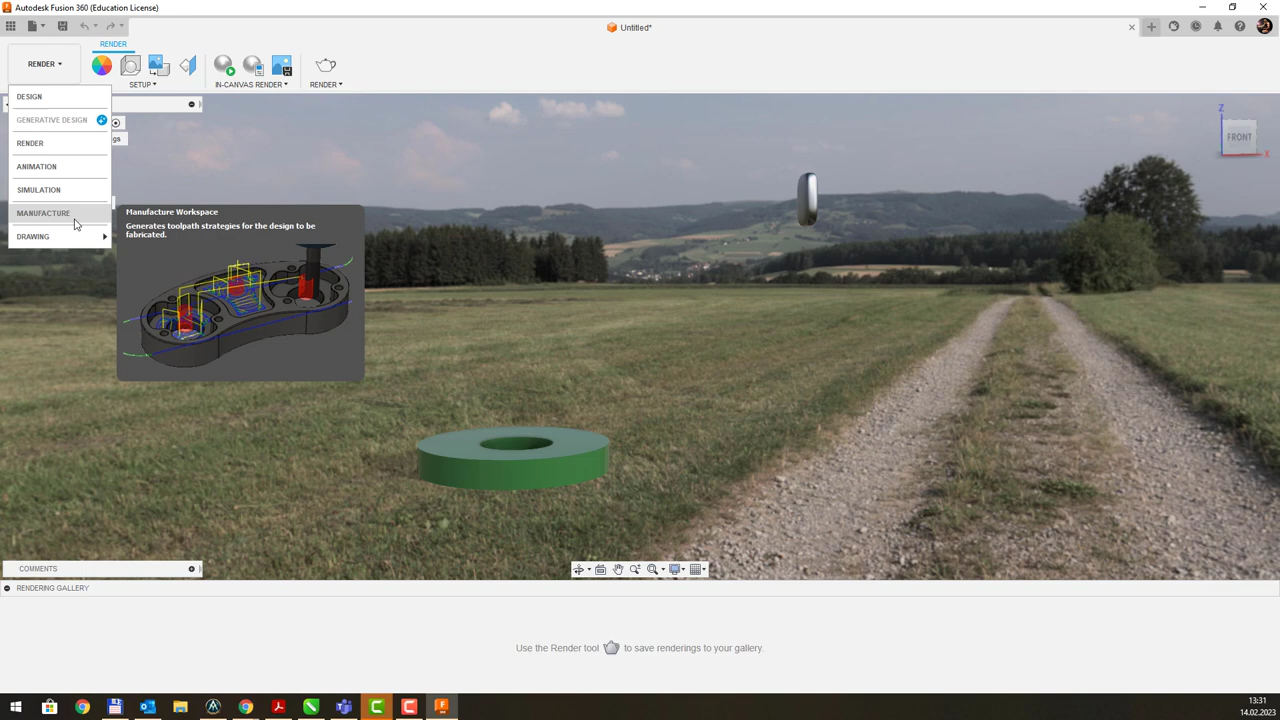 Autodesk Fusion 360 (Education License)
Untitled*
RENDER
RENDER
SETUP
IN-CANVAS RENDER
RENDER
DESIGN
GENERATIVE DESIGN
gs
RENDER
ANIMATION
SIMULATION
MANUFACTURE
DRAWING
Manufacture Workspace
Generates toolpath strategies for the design to be
fabricated.
Z
FRONT
X
COMMENTS
RENDERING GALLERY
Use the Render tool to save renderings to your gallery.
13:31
14.02.2023